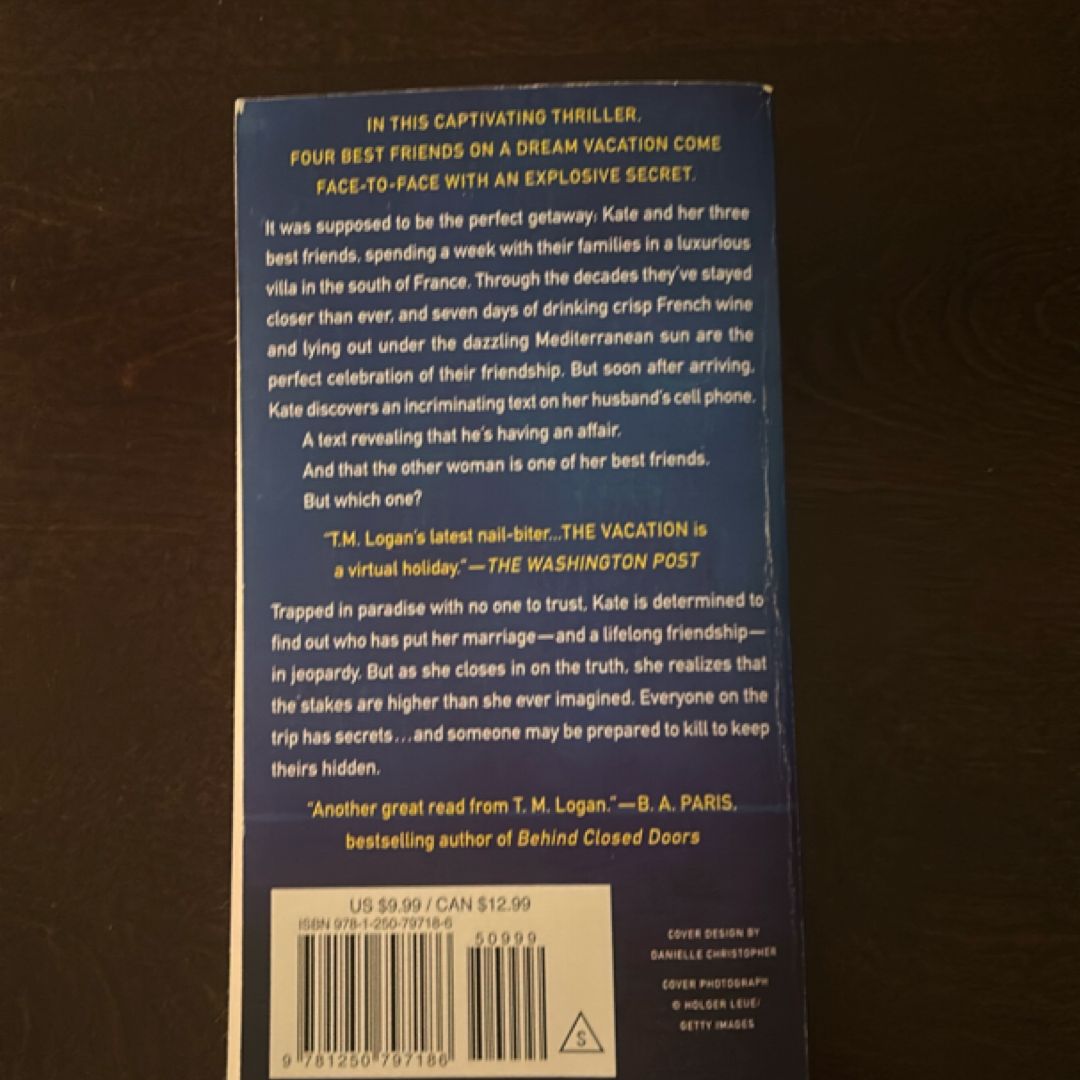 IN THIS CAPTIVATING THRILLER,
FOUR BEST FRIENDS ON A DREAM VACATION COME
FACE-TO-FACE WITH AN EXPLOSIVE SECRET.
It was supposed to be the perfect getaway: Kate and her three
best friends, spending a week with their families in a luxurious
villa in the south of France. Through the decades they've stayed
closer than ever, and seven days of drinking crisp French wine
and lying out under the dazzling Mediterranean sun are the
perfect celebration of their friendship. But soon after arriving,
Kate discovers an incriminating text on her husband's cell phone.
A text revealing that he's having an affair.
And that the other woman is one of her best friends.
But which one?
"T.M. Logan's latest nail-biter...THE VACATION is
a virtual holiday."—THE WASHINGTON POST
Trapped in paradise with no one to trust, Kate is determined to
find out who has put her marriage—and a lifelong friendship—
in jeopardy. But as she closes in on the truth, she realizes that
the stakes are higher than she ever imagined. Everyone on the
trip has secrets...and someone may be prepared to kill to keep
theirs hidden.
"Another great read from T. M. Logan."—B. A. PARIS,
bestselling author of Behind Closed Doors
US $9.99 / CAN $12.99
ISBN 978-1-250-79718-6
50999
9 781250 797186
S
COVER DESIGN BY
DANIELLE CHRISTOPHER
COVER PHOTOGRAPH
© HOLGER LEUE/
GETTY IMAGES